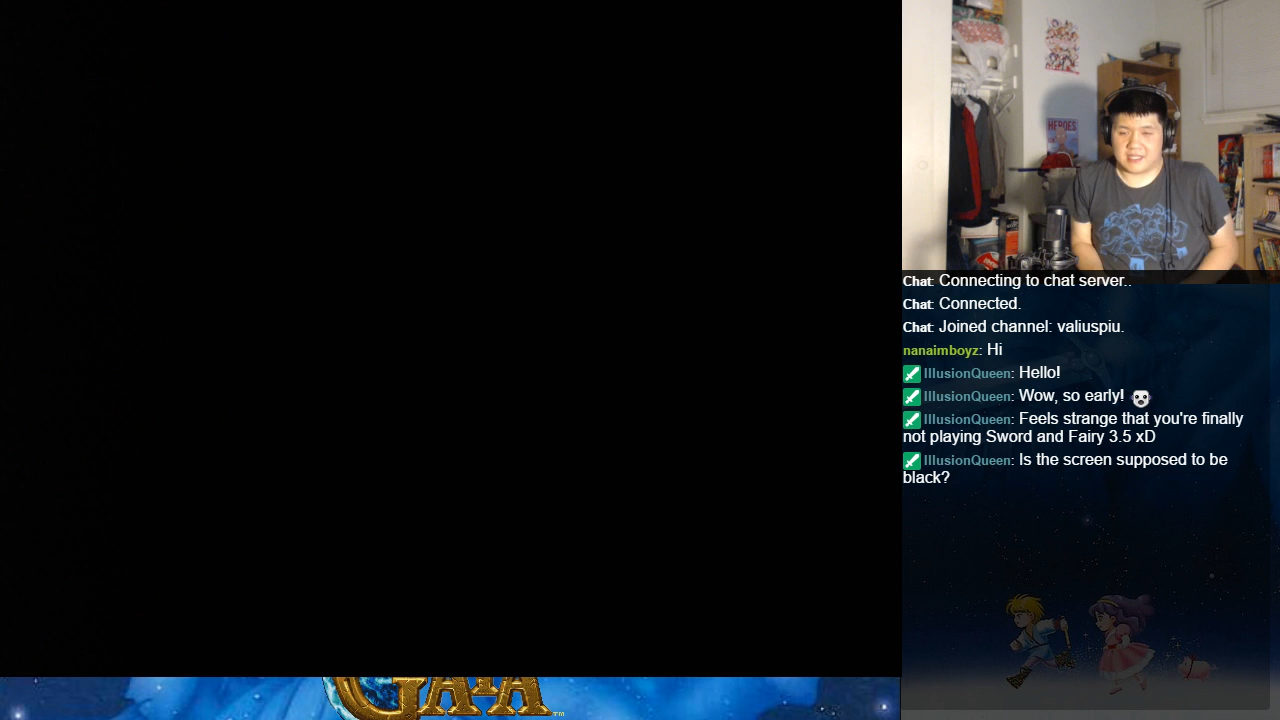 HEROES
Chat: Connecting to chat server..
Chat: Connected.
Chat: Joined channel: valiuspiu.
nanaimboyz: Hi
IllusionQueen: Hello!
IllusionQueen: Wow, so early!
IllusionQueen: Feels strange that you're finally
not playing Sword and Fairy 3.5 xD
IllusionQueen: Is the screen supposed to be
black?
GAIA™